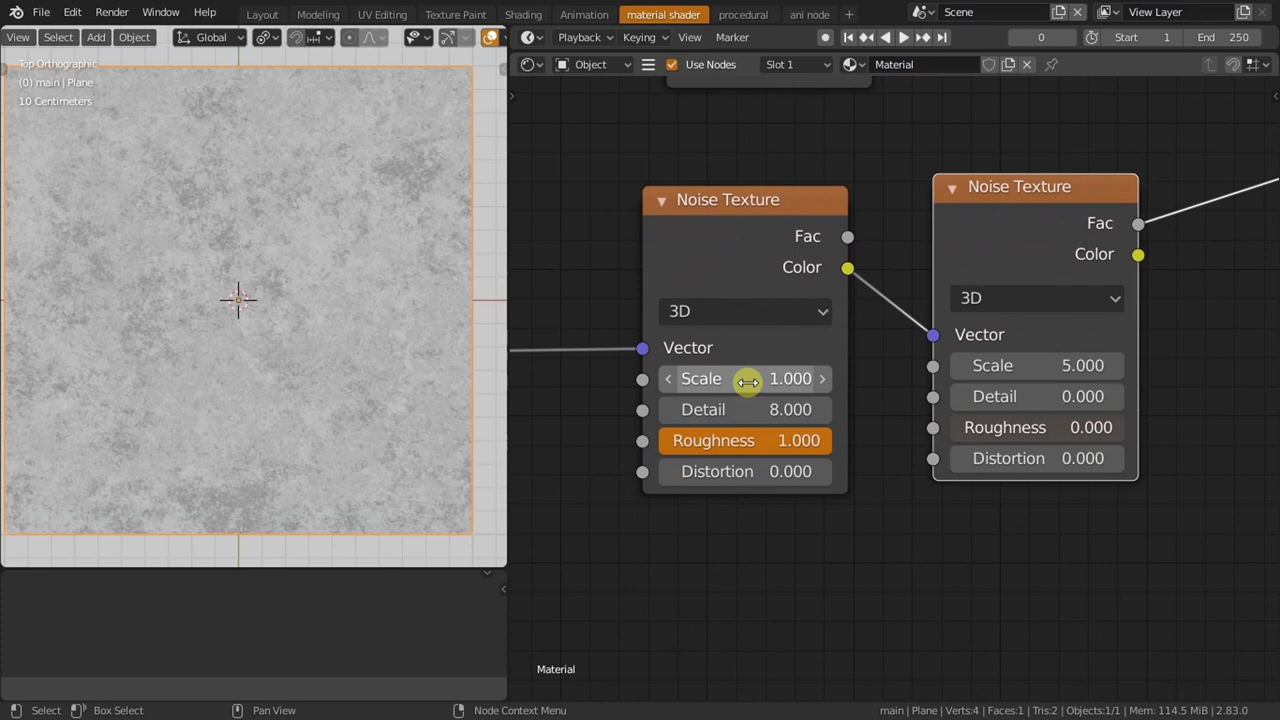 File Edit Render Window Help Layout Modeling UV Editing Texture Paint Shading Animation material shader procedural ani node + Scene View Layer
View Select Add Object Global Playback Keying View Marker 0 Start 1 End 250
Object Use Nodes Slot 1 Material
Top Orthographic
(0) main | Plane
10 Centimeters
Noise Texture
Fac
Color
3D
Vector
Scale 1.000
Detail 8.000
Roughness 1.000
Distortion 0.000
Noise Texture
Fac
Color
3D
Vector
Scale 5.000
Detail 0.000
Roughness 0.000
Distortion 0.000
Material
Select Box Select Pan View Node Context Menu main | Plane | Verts:4 | Faces:1 | Tris:2 | Objects:1/1 | Mem: 114.5 MiB | 2.83.0